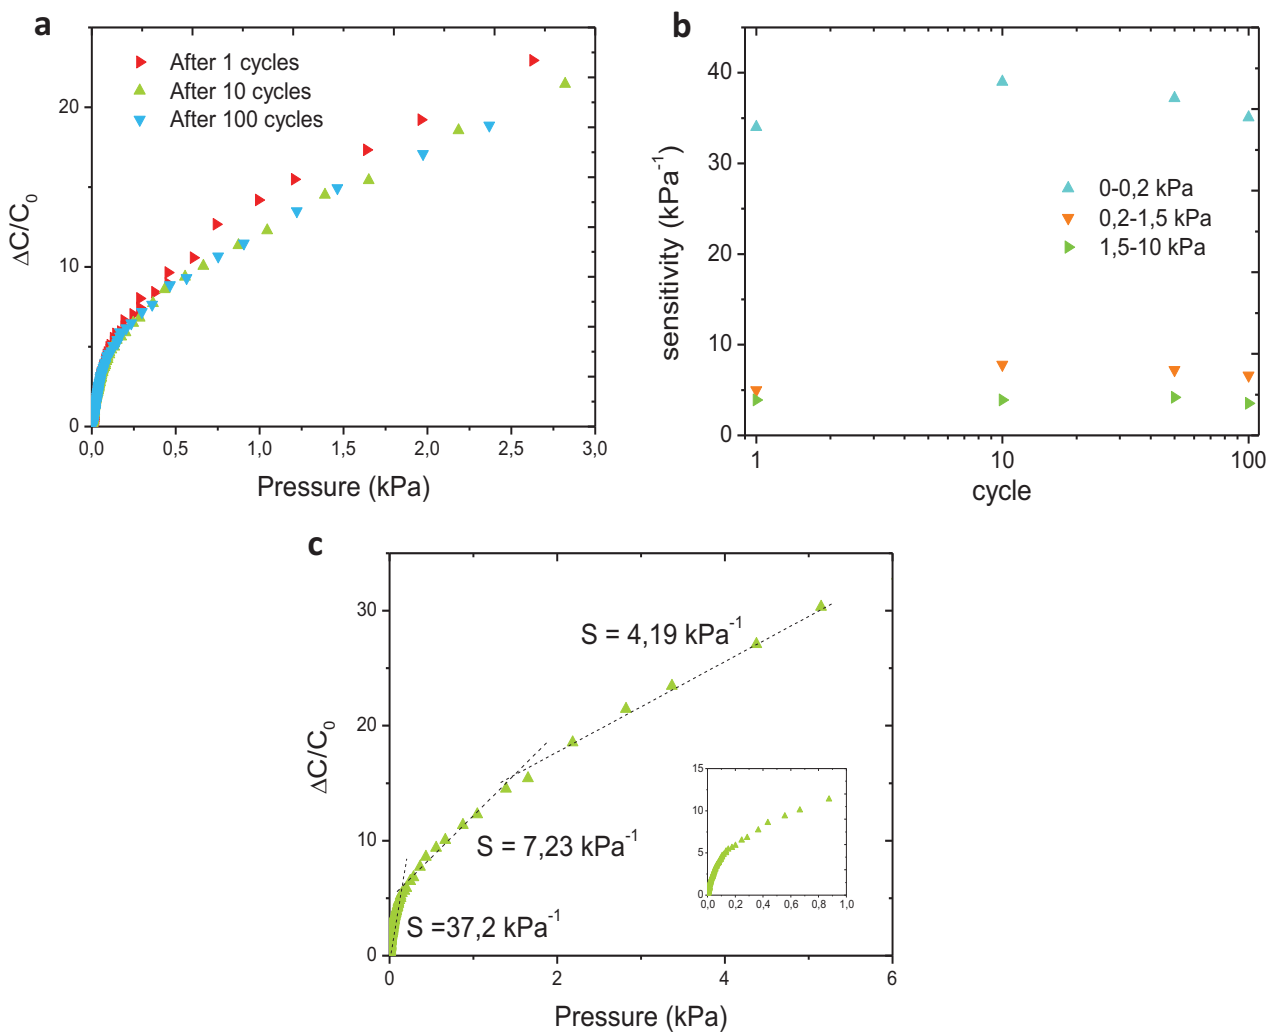 a
After 1 cycles
After 10 cycles
After 100 cycles
20
10
0
ΔC/C0
0,0 0,5 1,0 1,5 2,0 2,5 3,0
Pressure (kPa)
b
40
30
20
10
0
sensitivity (kPa-1)
0-0,2 kPa
0,2-1,5 kPa
1,5-10 kPa
1 10 100
cycle
c
30
20
10
0
ΔC/C0
S = 4,19 kPa-1
S = 7,23 kPa-1
S =37,2 kPa-1
15
10
5
0
0,0 0,2 0,4 0,6 0,8 1,0
0 2 4 6
Pressure (kPa)